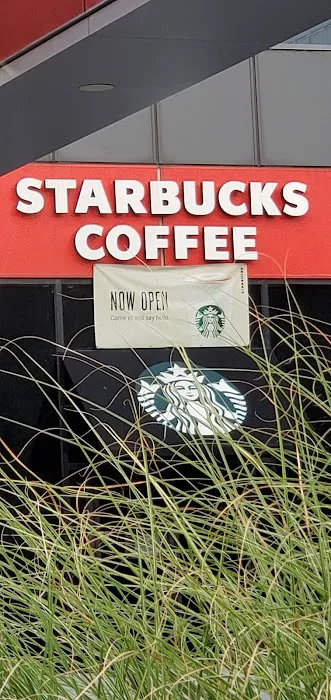 STARBUCKS
COFFEE
NOW OPEN
Come in and say hello.